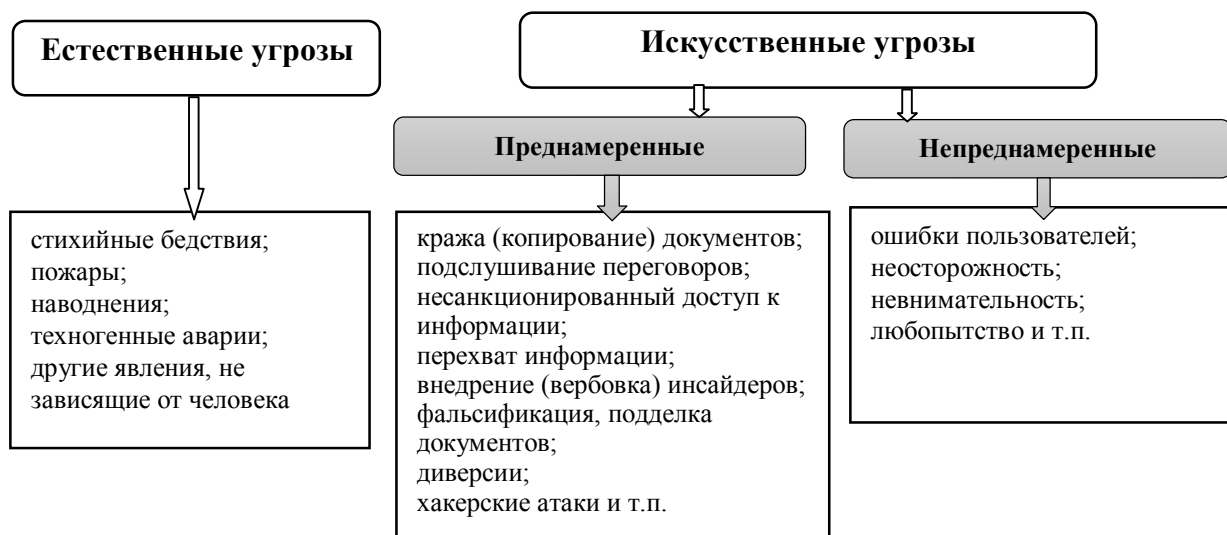 Естественные угрозы
Искусственные угрозы
Преднамеренные
Непреднамеренные
стихийные бедствия;
пожары;
наводнения;
техногенные аварии;
другие явления, не
зависящие от человека
кража (копирование) документов;
подслушивание переговоров;
несанкционированный доступ к
информации;
перехват информации;
внедрение (вербовка) инсайдеров;
фальсификация, подделка
документов;
диверсии;
хакерские атаки и т.п.
ошибки пользователей;
неосторожность;
невнимательность;
любопытство и т.п.